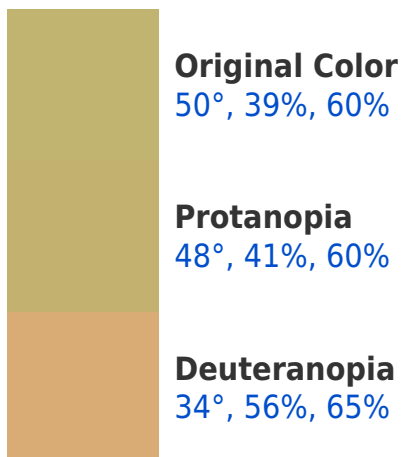 Original Color
50°, 39%, 60%
Protanopia
48°, 41%, 60%
Deuteranopia
34°, 56%, 65%